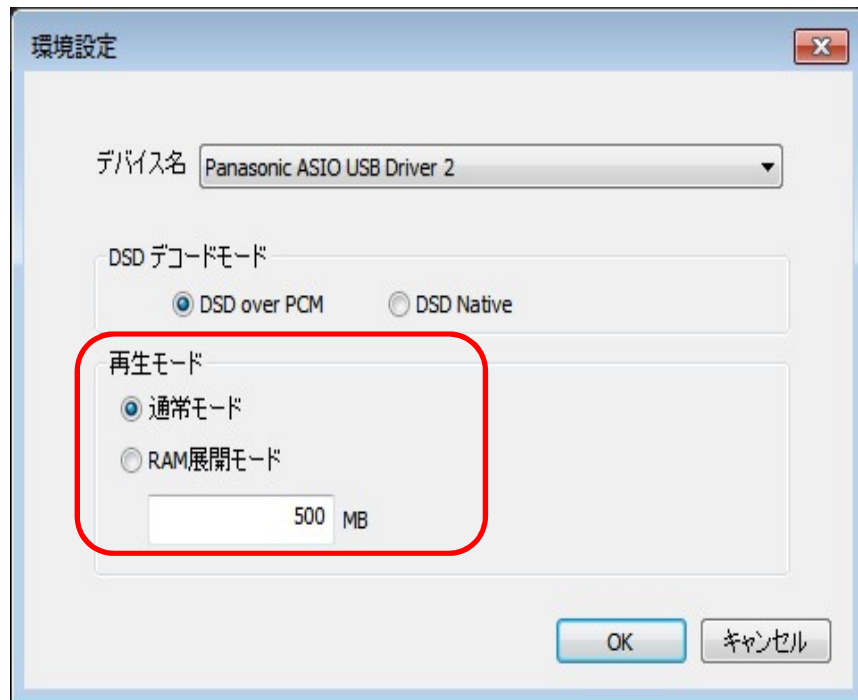 環境設定
デバイス名 Panasonic ASIO USB Driver 2
DSD デコードモード
DSD over PCM DSD Native
再生モード
通常モード
RAM展開モード
500 MB
OK キャンセル